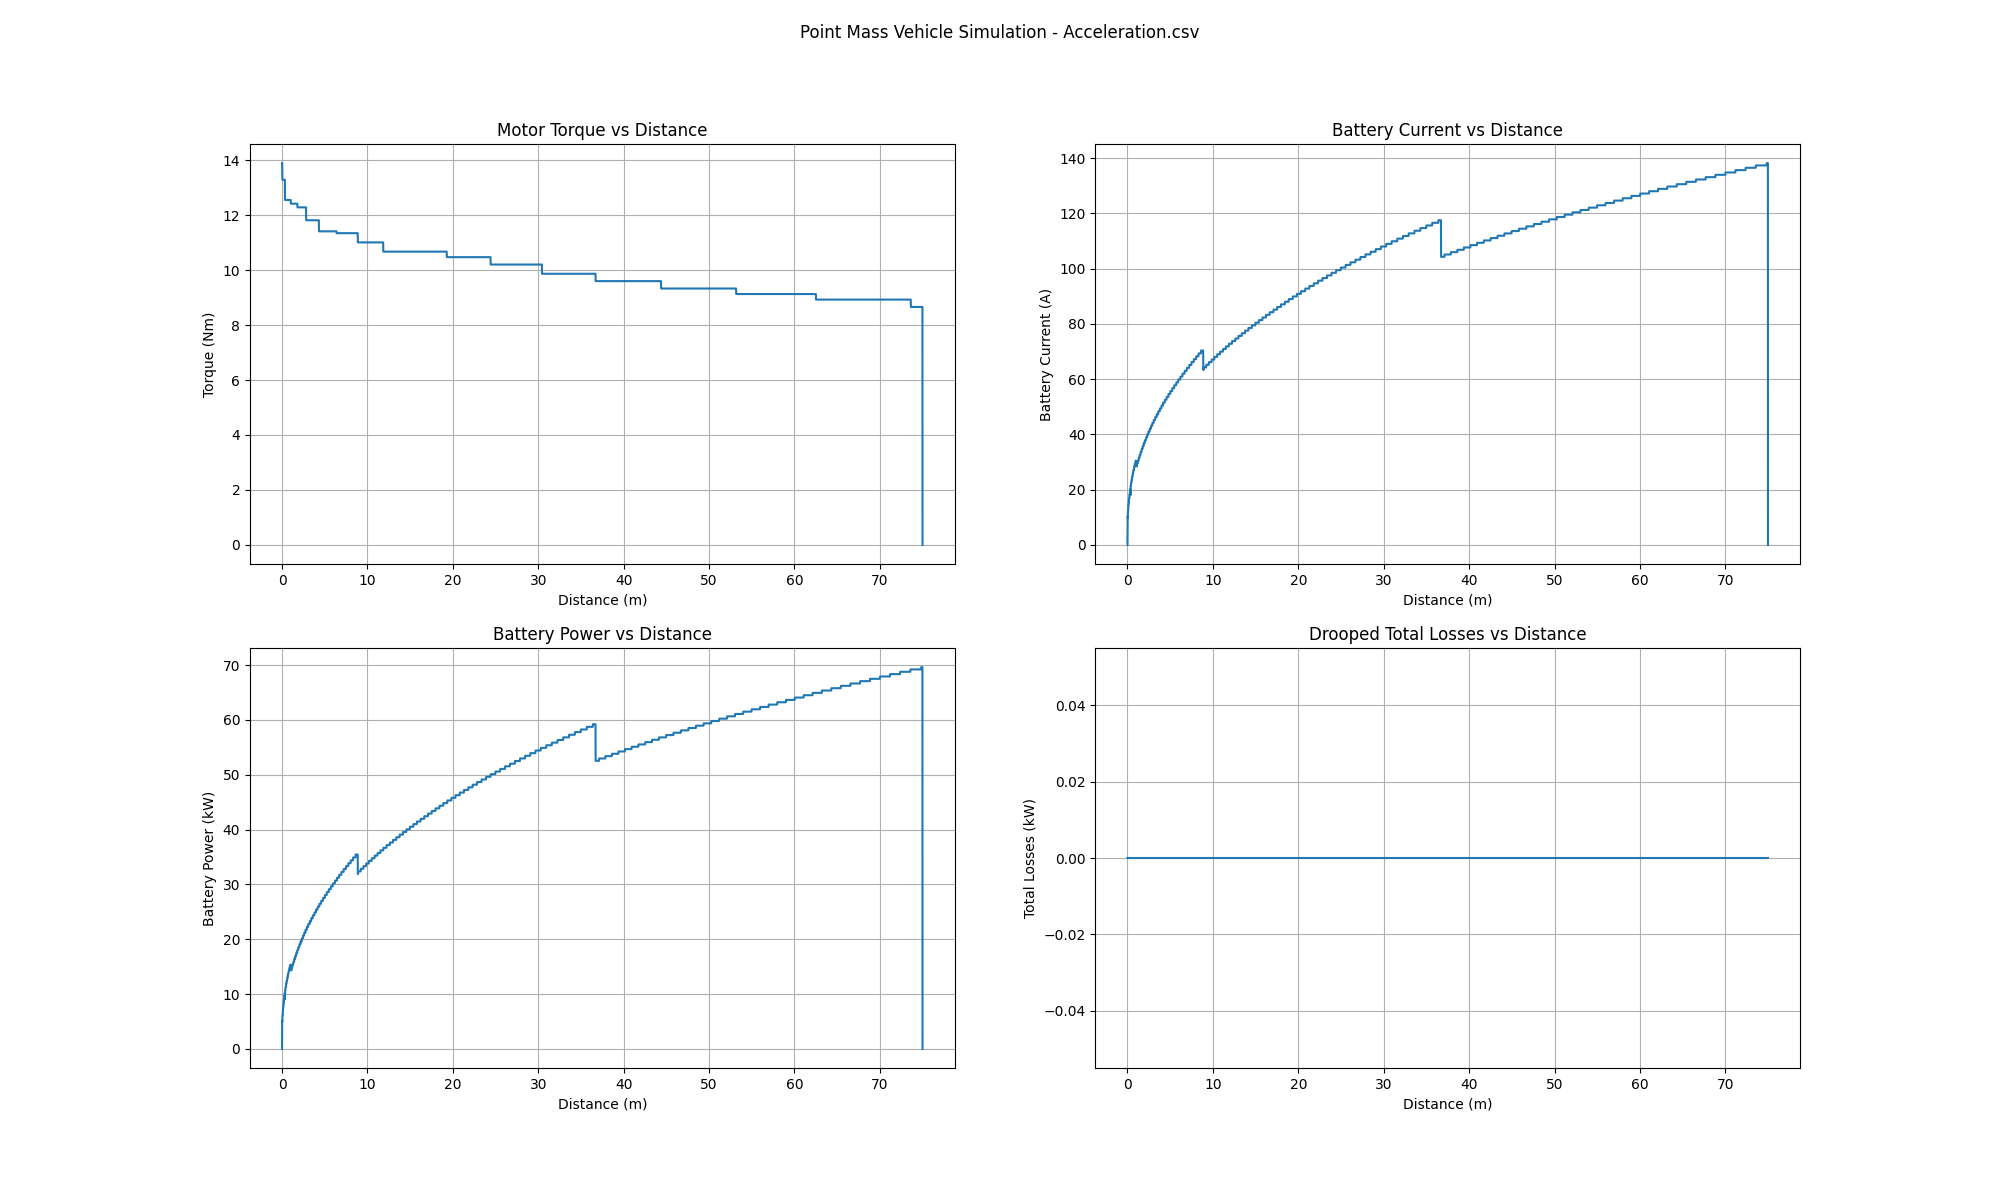 Point Mass Vehicle Simulation - Acceleration.csv
Motor Torque vs Distance
Torque (Nm)
14
12
10
8
6
4
2
0
0 10 20 30 40 50 60 70
Distance (m)
Battery Current vs Distance
Battery Current (A)
140
120
100
80
60
40
20
0
0 10 20 30 40 50 60 70
Distance (m)
Battery Power vs Distance
Battery Power (kW)
70
60
50
40
30
20
10
0
0 10 20 30 40 50 60 70
Distance (m)
Drooped Total Losses vs Distance
Total Losses (kW)
0.04
0.02
0.00
−0.02
−0.04
0 10 20 30 40 50 60 70
Distance (m)